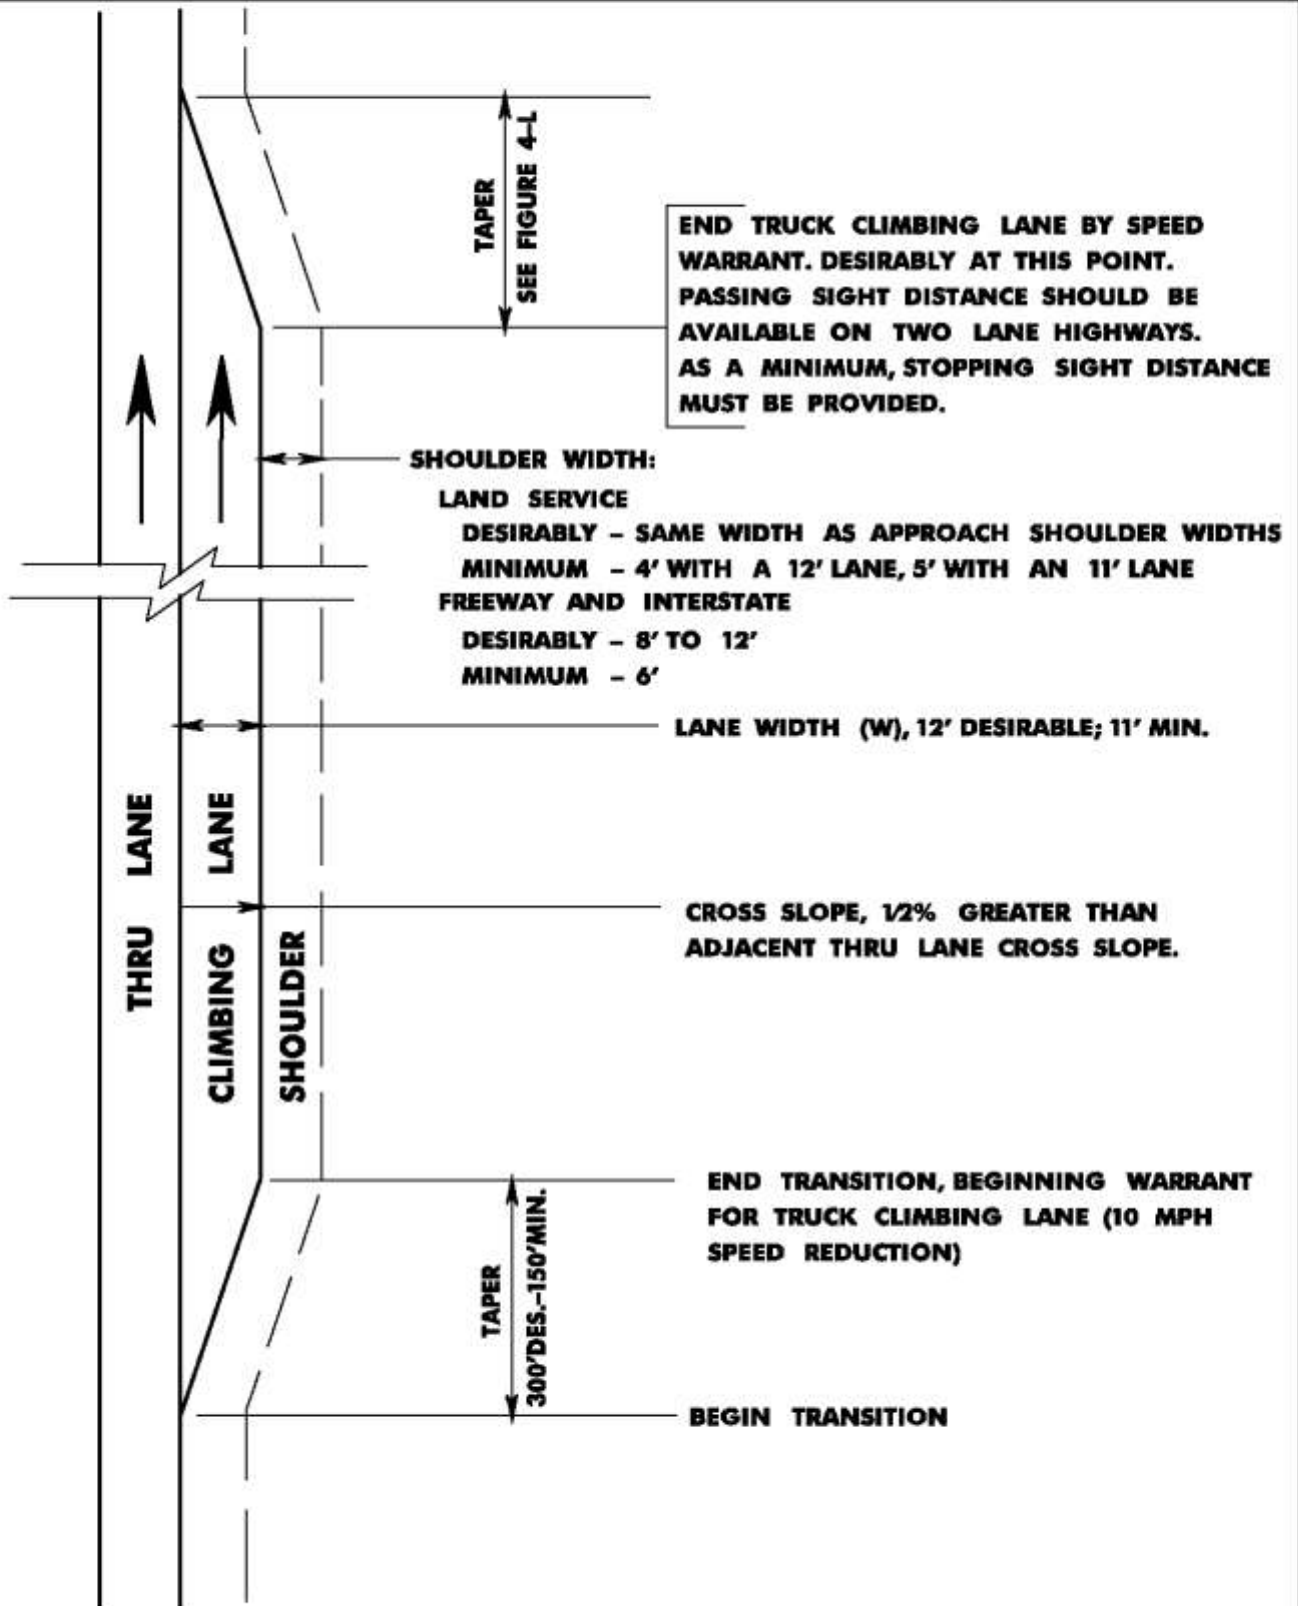 TAPER
SEE FIGURE 4-L
END TRUCK CLIMBING LANE BY SPEED
WARRANT. DESIRABLY AT THIS POINT.
PASSING SIGHT DISTANCE SHOULD BE
AVAILABLE ON TWO LANE HIGHWAYS.
AS A MINIMUM, STOPPING SIGHT DISTANCE
MUST BE PROVIDED.
SHOULDER WIDTH:
LAND SERVICE
DESIRABLY - SAME WIDTH AS APPROACH SHOULDER WIDTHS
MINIMUM - 4' WITH A 12' LANE, 5' WITH AN 11' LANE
FREEWAY AND INTERSTATE
DESIRABLY - 8' TO 12'
MINIMUM - 6'
LANE WIDTH (W), 12' DESIRABLE; 11' MIN.
THRU LANE
CLIMBING LANE
SHOULDER
CROSS SLOPE, 1/2% GREATER THAN
ADJACENT THRU LANE CROSS SLOPE.
END TRANSITION, BEGINNING WARRANT
FOR TRUCK CLIMBING LANE (10 MPH
SPEED REDUCTION)
TAPER
300'DES.-150'MIN.
BEGIN TRANSITION